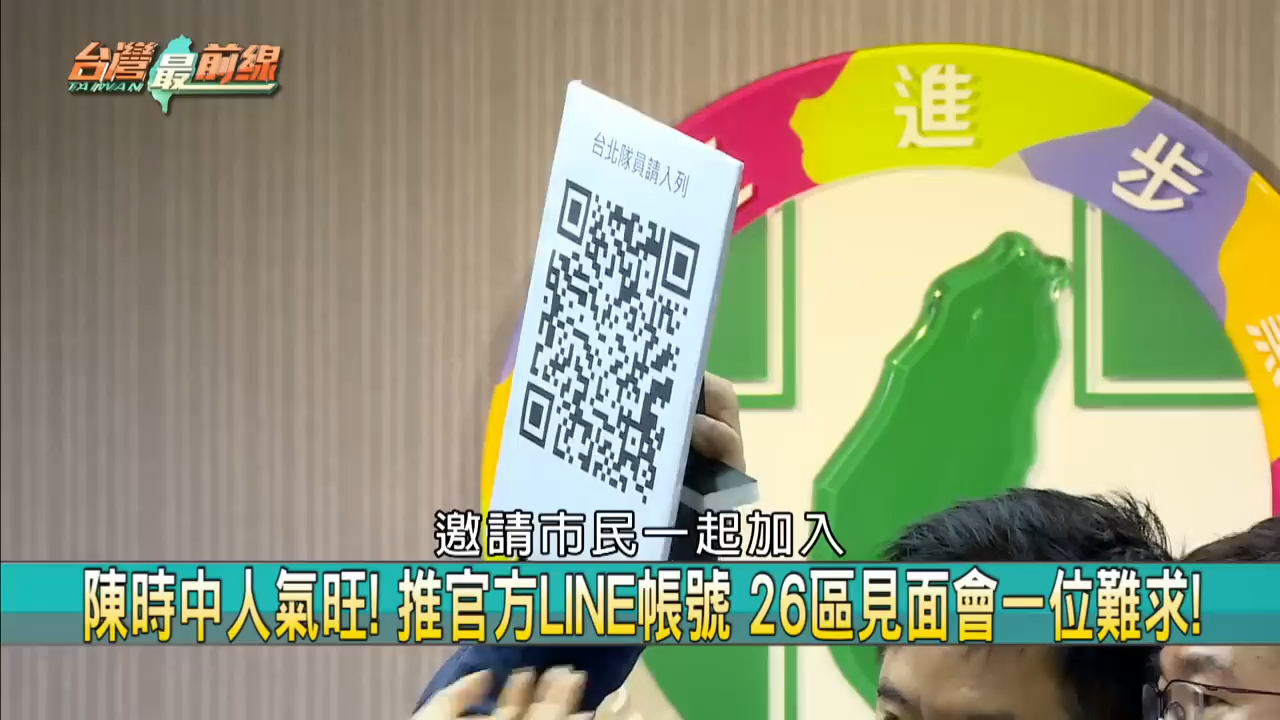 台灣最前線
TAIWAN
進
步
台北隊員請入列
邀請市民一起加入
陳時中人氣旺! 推官方LINE帳號 26區見面會一位難求!